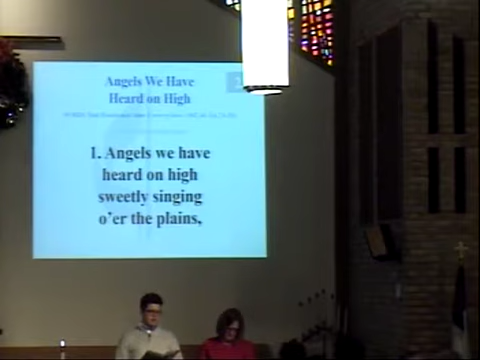 Angels We Have
Heard on High
1. Angels we have
heard on high
sweetly singing
o'er the plains,